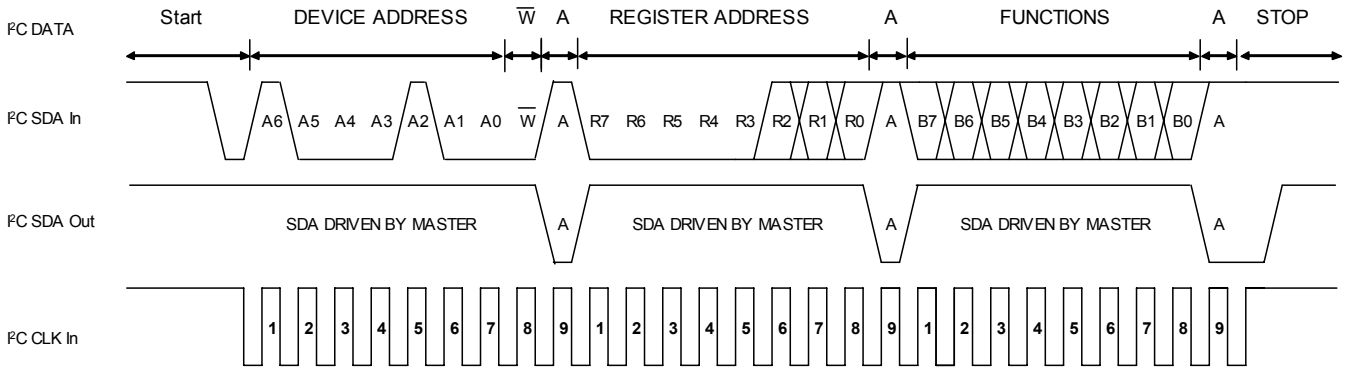 I²C DATA Start DEVICE ADDRESS W̅ A REGISTER ADDRESS A FUNCTIONS A STOP
I²C SDA In A6 A5 A4 A3 A2 A1 A0 W̅ A R7 R6 R5 R4 R3 R2 R1 R0 A B7 B6 B5 B4 B3 B2 B1 B0 A
I²C SDA Out SDA DRIVEN BY MASTER A SDA DRIVEN BY MASTER A SDA DRIVEN BY MASTER A
I²C CLK In 1 2 3 4 5 6 7 8 9 1 2 3 4 5 6 7 8 9 1 2 3 4 5 6 7 8 9